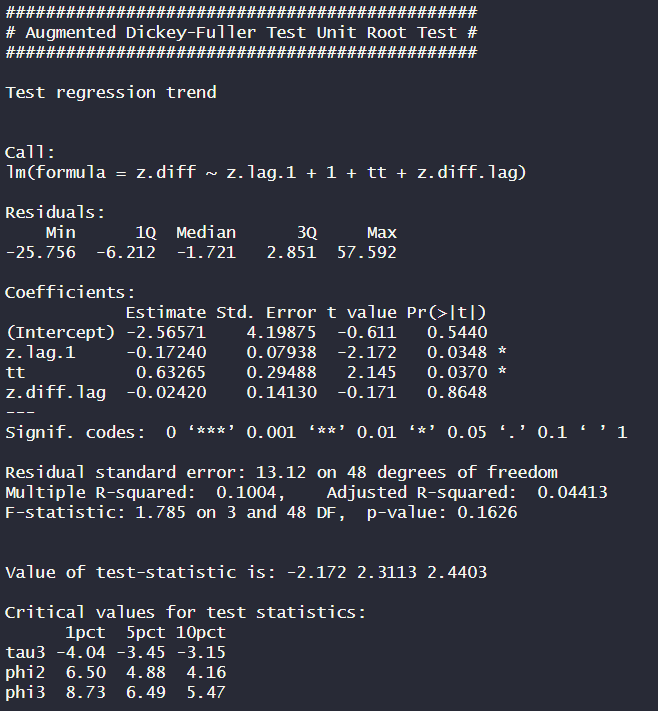 ###############################################
# Augmented Dickey-Fuller Test Unit Root Test #
###############################################
Test regression trend
Call:
lm(formula = z.diff ~ z.lag.1 + 1 + tt + z.diff.lag)
Residuals:
    Min      1Q  Median      3Q     Max
-25.756  -6.212  -1.721   2.851  57.592
Coefficients:
            Estimate Std. Error t value Pr(>|t|)
(Intercept) -2.56571    4.19875  -0.611   0.5440
z.lag.1     -0.17240    0.07938  -2.172   0.0348 *
tt           0.63265    0.29488   2.145   0.0370 *
z.diff.lag  -0.02420    0.14130  -0.171   0.8648
---
Signif. codes:  0 ‘***’ 0.001 ‘**’ 0.01 ‘*’ 0.05 ‘.’ 0.1 ‘ ’ 1
Residual standard error: 13.12 on 48 degrees of freedom
Multiple R-squared:  0.1004,    Adjusted R-squared:  0.04413
F-statistic: 1.785 on 3 and 48 DF,  p-value: 0.1626
Value of test-statistic is: -2.172 2.3113 2.4403
Critical values for test statistics:
      1pct  5pct 10pct
tau3 -4.04 -3.45 -3.15
phi2  6.50  4.88  4.16
phi3  8.73  6.49  5.47